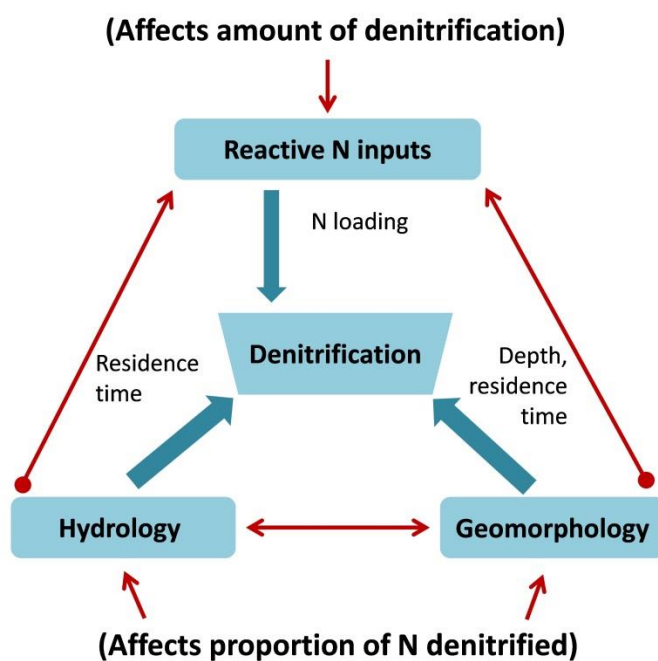 (Affects amount of denitrification)
Reactive N inputs
N loading
Denitrification
Residence
time
Depth,
residence
time
Hydrology
Geomorphology
(Affects proportion of N denitrified)